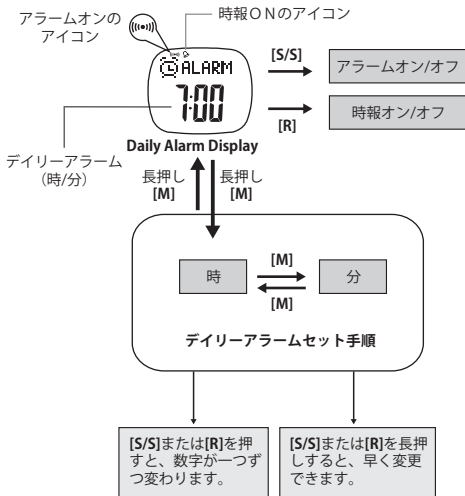 アラームオンの
アイコン
時報ＯＮのアイコン
ALARM
7:00
[S/S]
アラームオン/オフ
[R]
時報オン/オフ
デイリーアラーム
（時/分）
Daily Alarm Display
長押し
[M]
長押し
[M]
時
[M]
[M]
分
デイリーアラームセット手順
[S/S]または[R]を押
すと、数字が一つず
つ変わります。
[S/S]または[R]を長押
しすると、早く変更
できます。